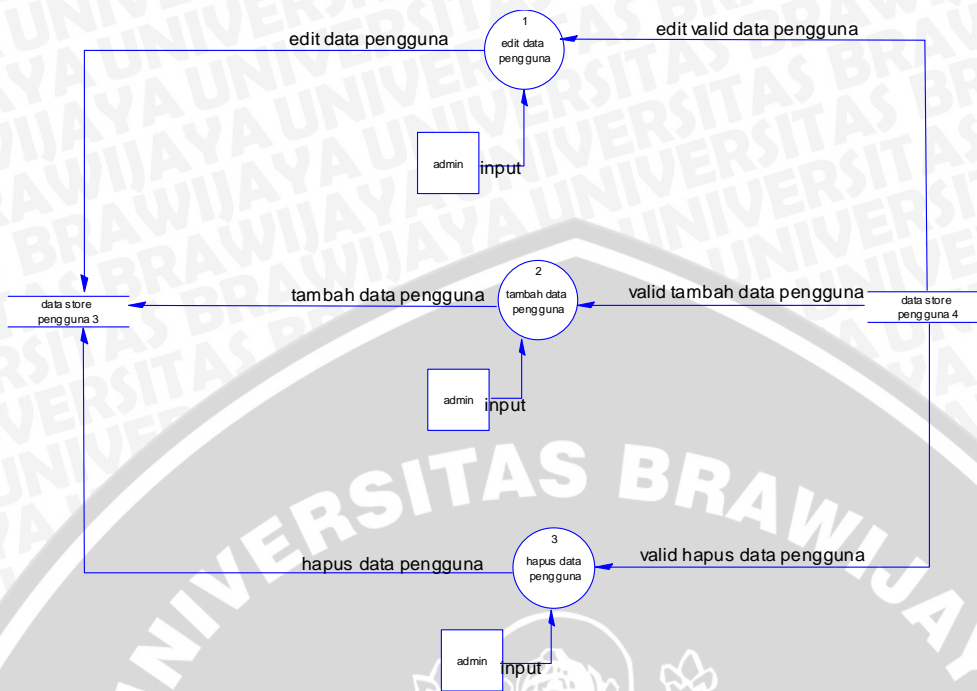 1
edit data
pengguna
edit data pengguna
edit valid data pengguna
admin
input
2
tambah data
pengguna
tambah data pengguna
valid tambah data pengguna
data store
pengguna 3
data store
pengguna 4
admin
input
UNIVERSITAS BRAWIJAYA
3
hapus data
pengguna
hapus data pengguna
valid hapus data pengguna
admin
input